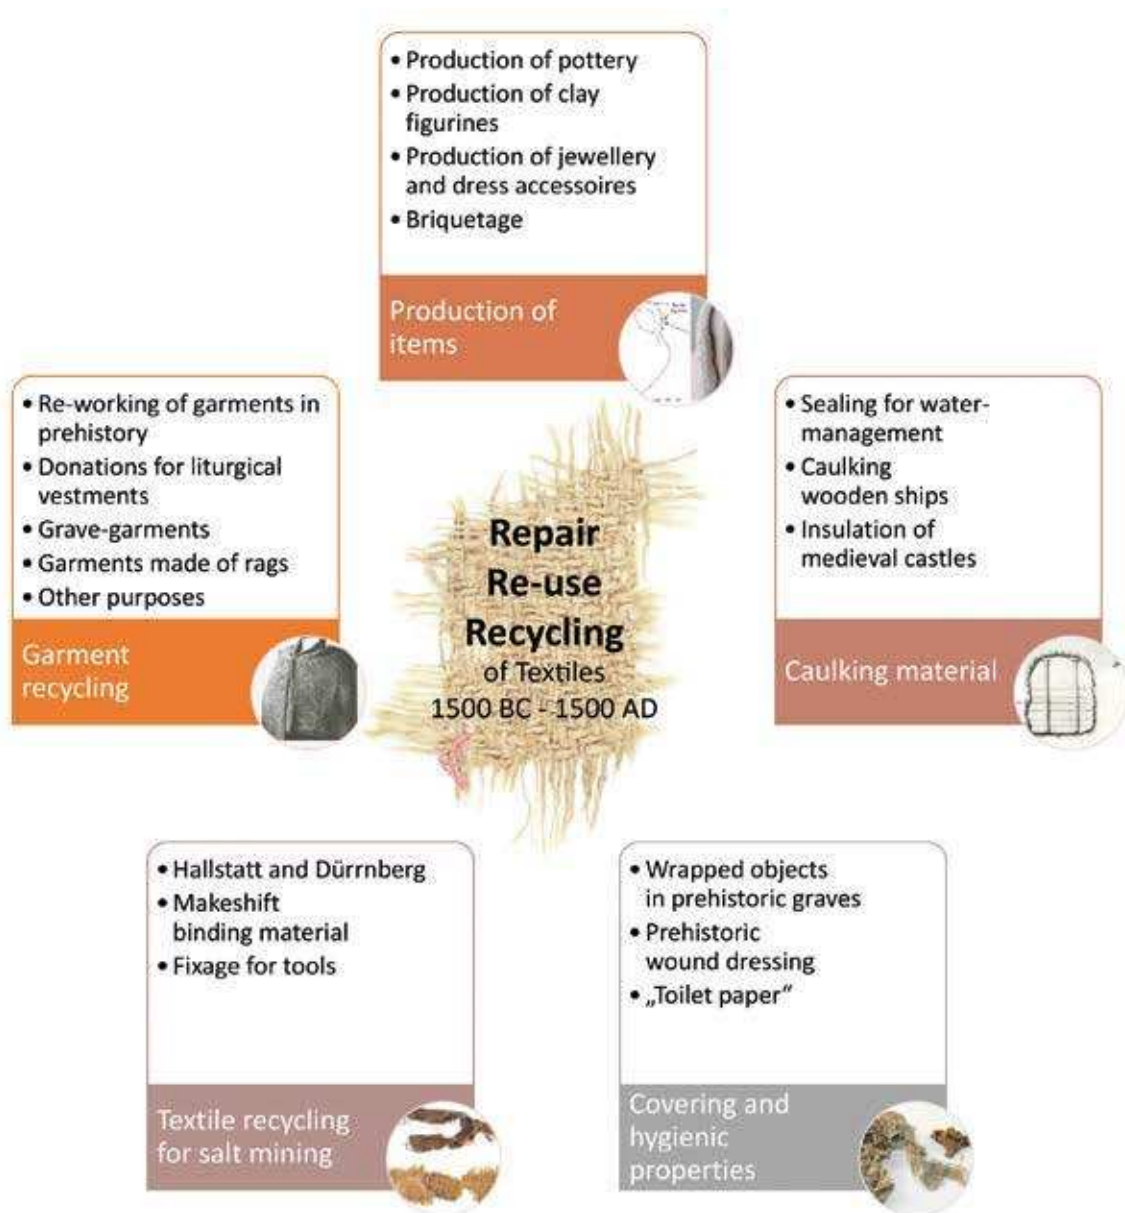 • Production of pottery
• Production of clay
figurines
• Production of jewellery
and dress accessoires
• Briquetage
Production of
items
• Re-working of garments in
prehistory
• Donations for liturgical
vestments
• Grave-garments
• Garments made of rags
• Other purposes
Garment
recycling
Repair
Re-use
Recycling
of Textiles
1500 BC - 1500 AD
• Sealing for water-
management
• Caulking
wooden ships
• Insulation of
medieval castles
Caulking material
• Hallstatt and Dürrnberg
• Makeshift
binding material
• Fixage for tools
Textile recycling
for salt mining
• Wrapped objects
in prehistoric graves
• Prehistoric
wound dressing
• „Toilet paper“
Covering and
hygienic
properties